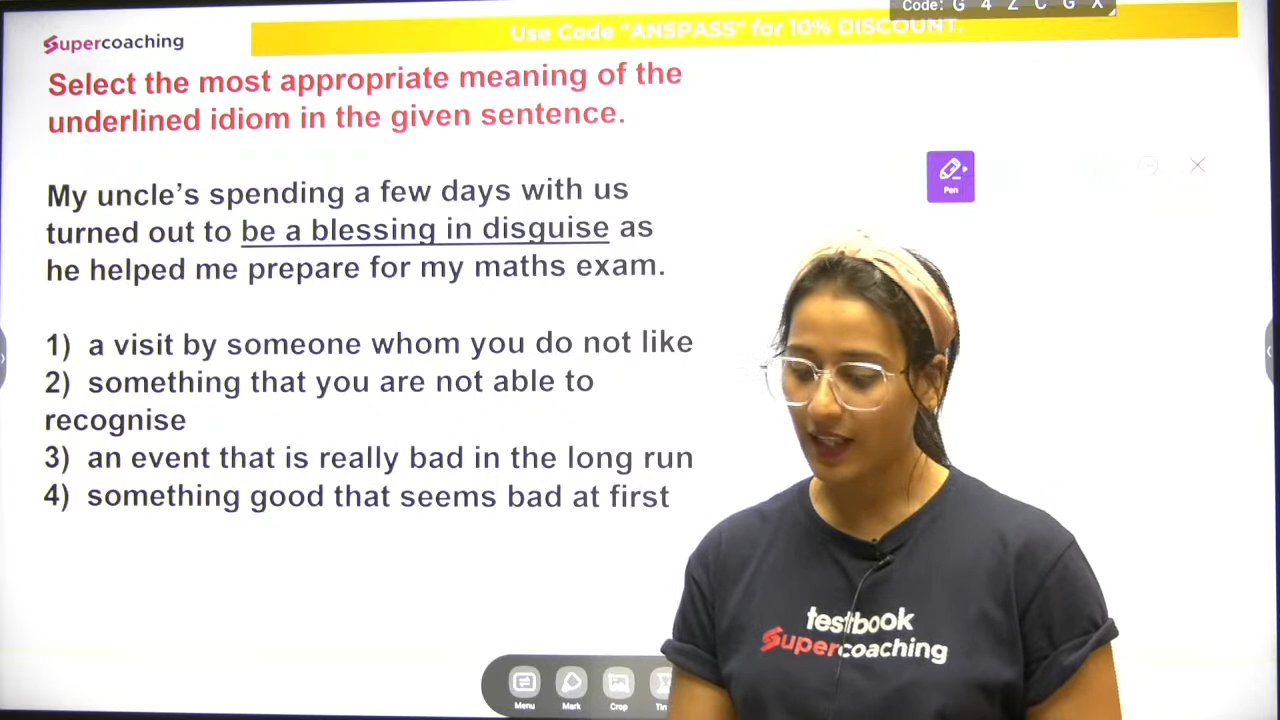 Code: G 4 Z C G X
Supercoaching
Use Code "ANSPASS" for 10% DISCOUNT.
Select the most appropriate meaning of the
underlined idiom in the given sentence.
My uncle's spending a few days with us
turned out to be a blessing in disguise as
he helped me prepare for my maths exam.
1) a visit by someone whom you do not like
2) something that you are not able to
recognise
3) an event that is really bad in the long run
4) something good that seems bad at first
Pen
testbook
Supercoaching
Menu
Mark
Crop